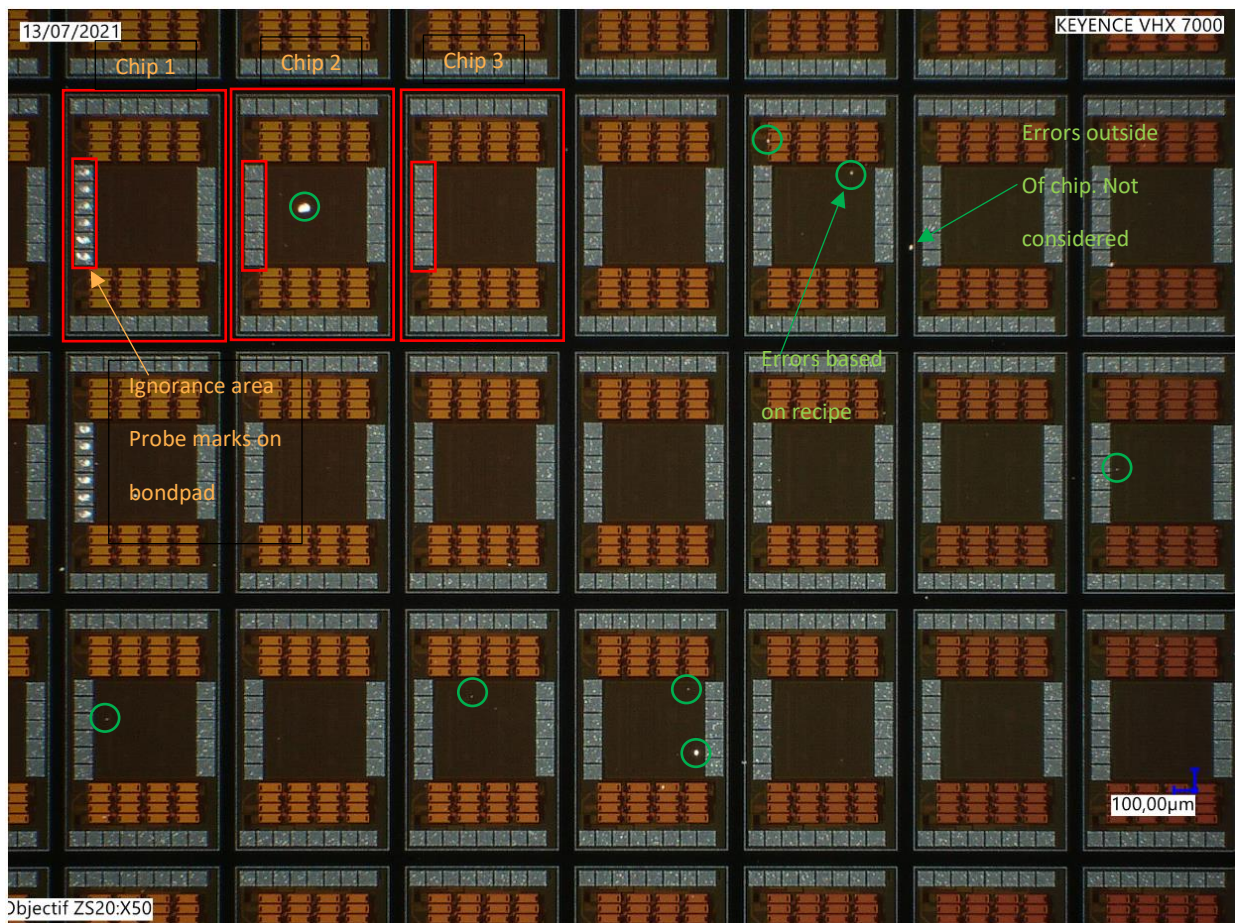 13/07/2021
KEYENCE VHX 7000
Chip 1
Chip 2
Chip 3
Errors outside
Of chip. Not
considered
Errors based
on recipe
Ignorance area
Probe marks on
bondpad
100,00µm
Objectif ZS20:X50